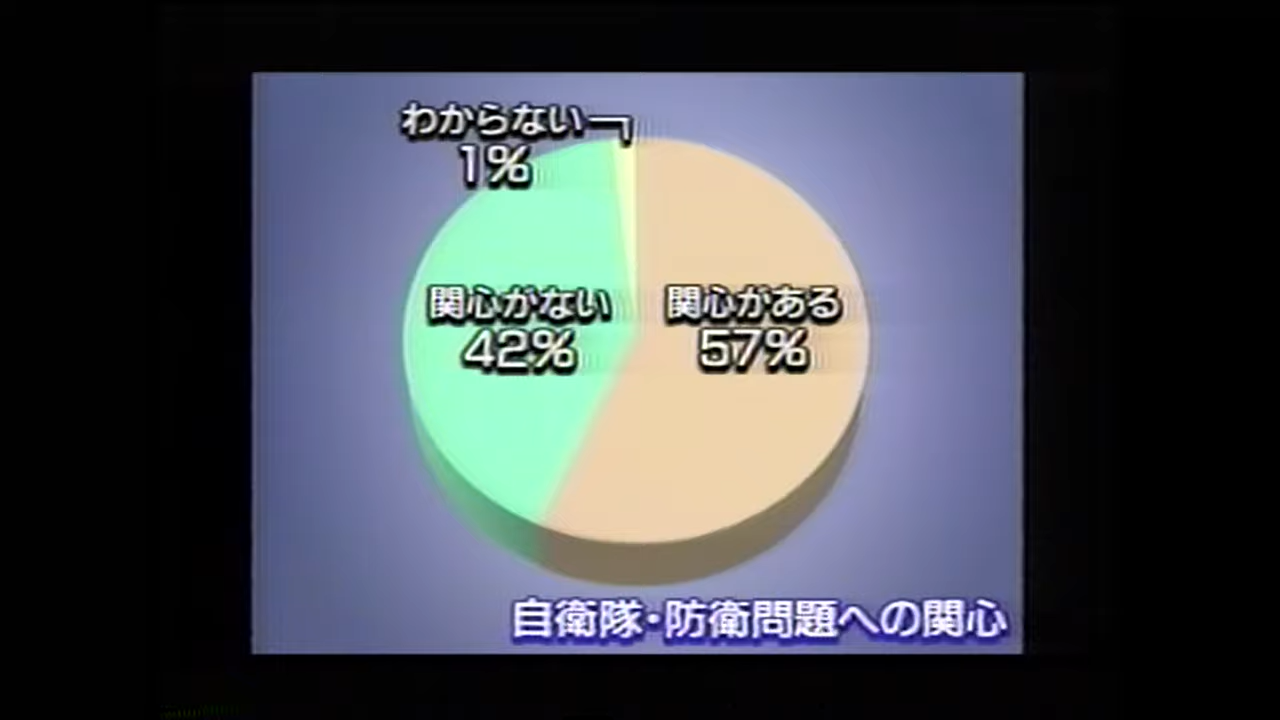 わからない
1%
関心がない
42%
関心がある
57%
自衛隊・防衛問題への関心